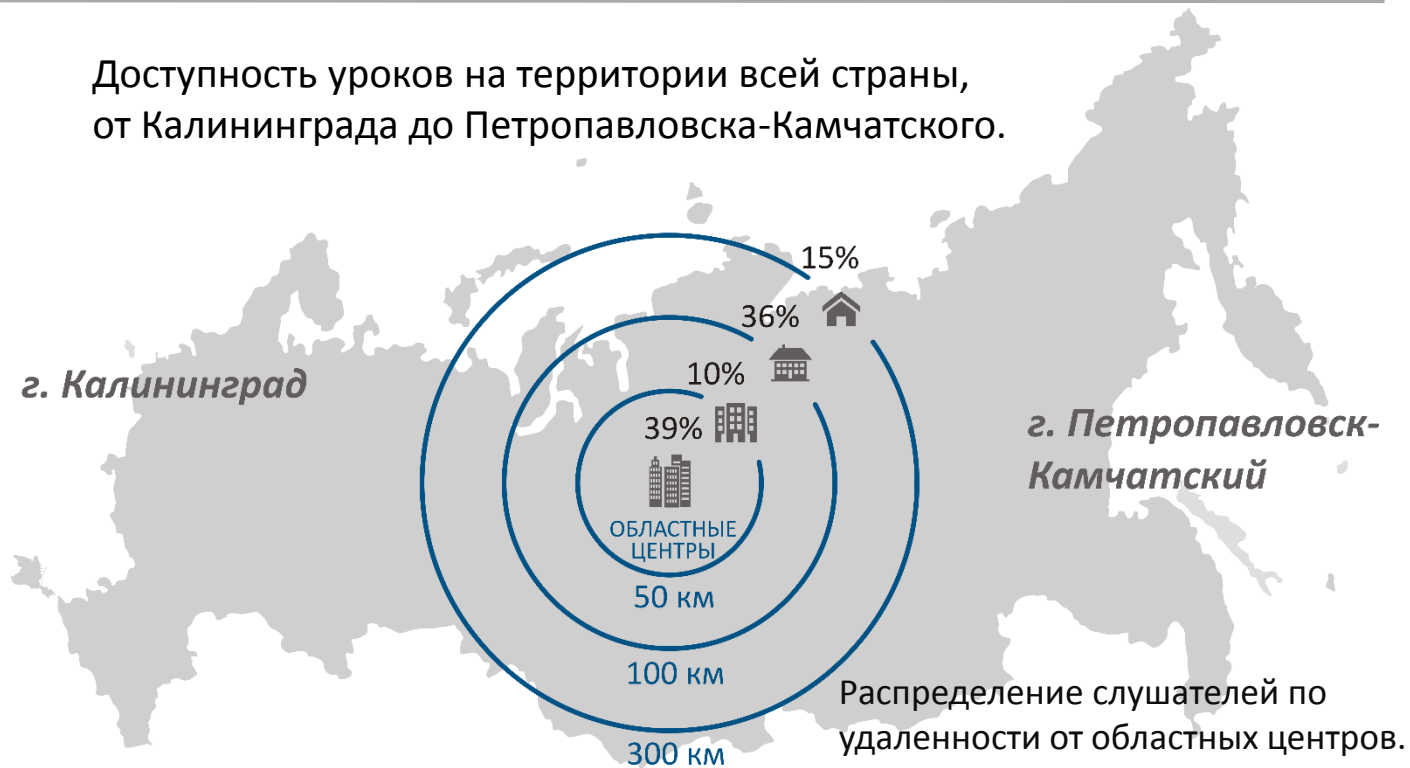 Доступность уроков на территории всей страны,
от Калининграда до Петропавловска-Камчатского.
15%
36%
10%
39%
г. Калининград
г. Петропавловск-
Камчатский
ОБЛАСТНЫЕ
ЦЕНТРЫ
50 км
100 км
300 км
Распределение слушателей по
удаленности от областных центров.